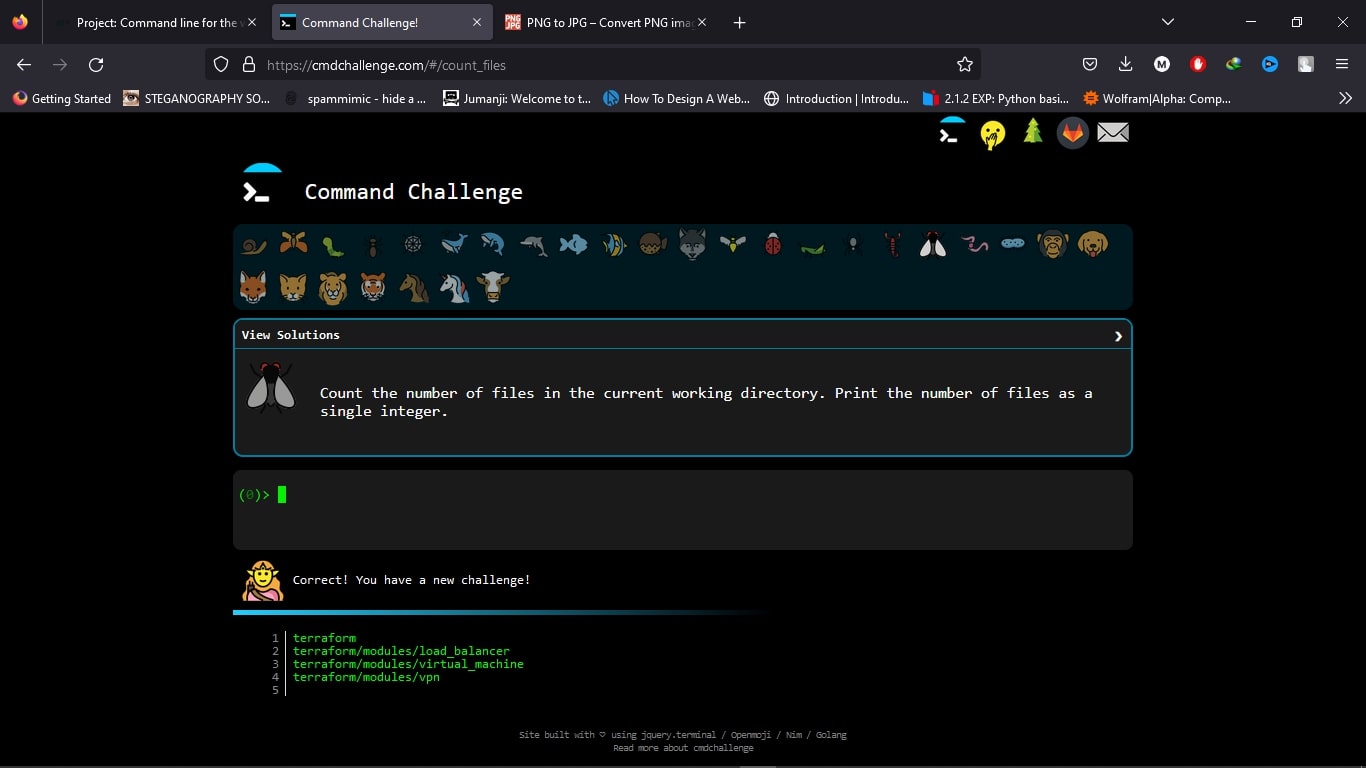 Project: Command line for the v
Command Challenge!
PNG to JPG – Convert PNG imag
https://cmdchallenge.com/#/count_files
Getting Started
STEGANOGRAPHY SO...
spammimic - hide a ...
Jumanji: Welcome to t...
How To Design A Web...
Introduction | Introdu...
2.1.2 EXP: Python basi...
Wolfram|Alpha: Comp...
Command Challenge
View Solutions
Count the number of files in the current working directory. Print the number of files as a
single integer.
(0)>
Correct! You have a new challenge!
1 terraform
2 terraform/modules/load_balancer
3 terraform/modules/virtual_machine
4 terraform/modules/vpn
5
Site built with ♡ using jquery.terminal / Openmoji / Nim / Golang
Read more about cmdchallenge